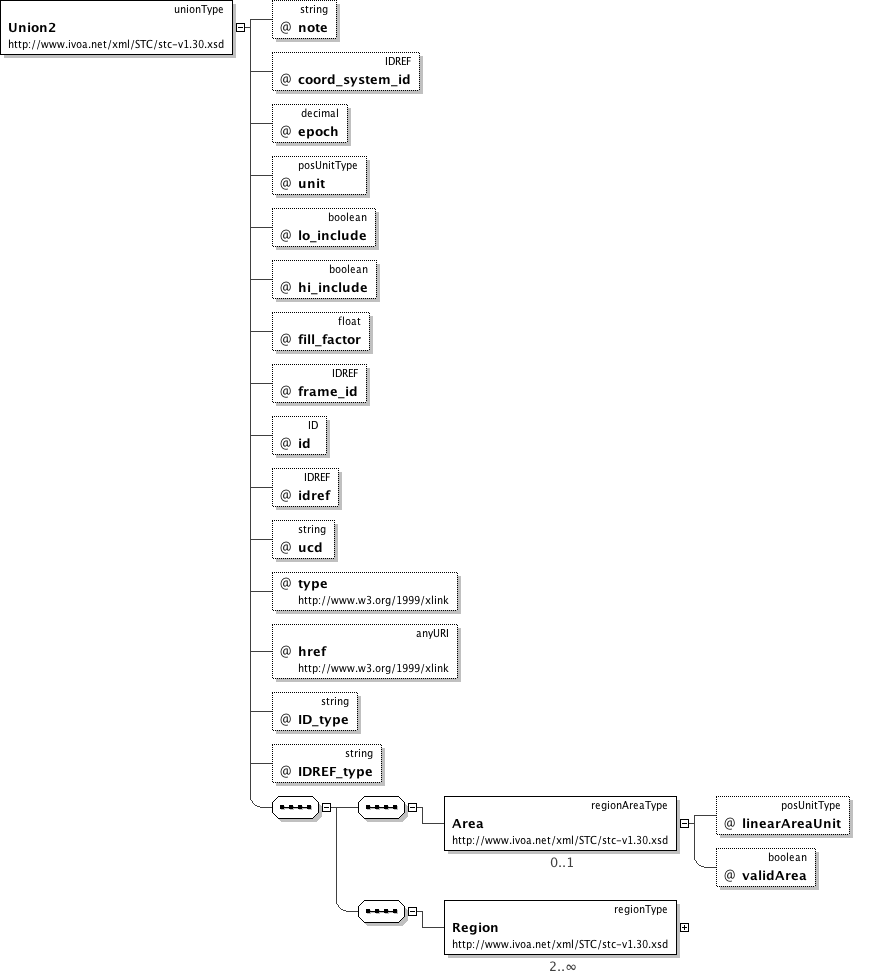 unionType
Union2
http://www.ivoa.net/xml/STC/stc-v1.30.xsd
string
@ note
IDREF
@ coord_system_id
decimal
@ epoch
posUnitType
@ unit
boolean
@ lo_include
boolean
@ hi_include
float
@ fill_factor
IDREF
@ frame_id
ID
@ id
IDREF
@ idref
string
@ ucd
@ type
http://www.w3.org/1999/xlink
anyURI
@ href
http://www.w3.org/1999/xlink
string
@ ID_type
string
@ IDREF_type
regionAreaType
Area
http://www.ivoa.net/xml/STC/stc-v1.30.xsd
0..1
posUnitType
@ linearAreaUnit
boolean
@ validArea
regionType
Region
http://www.ivoa.net/xml/STC/stc-v1.30.xsd
2..∞